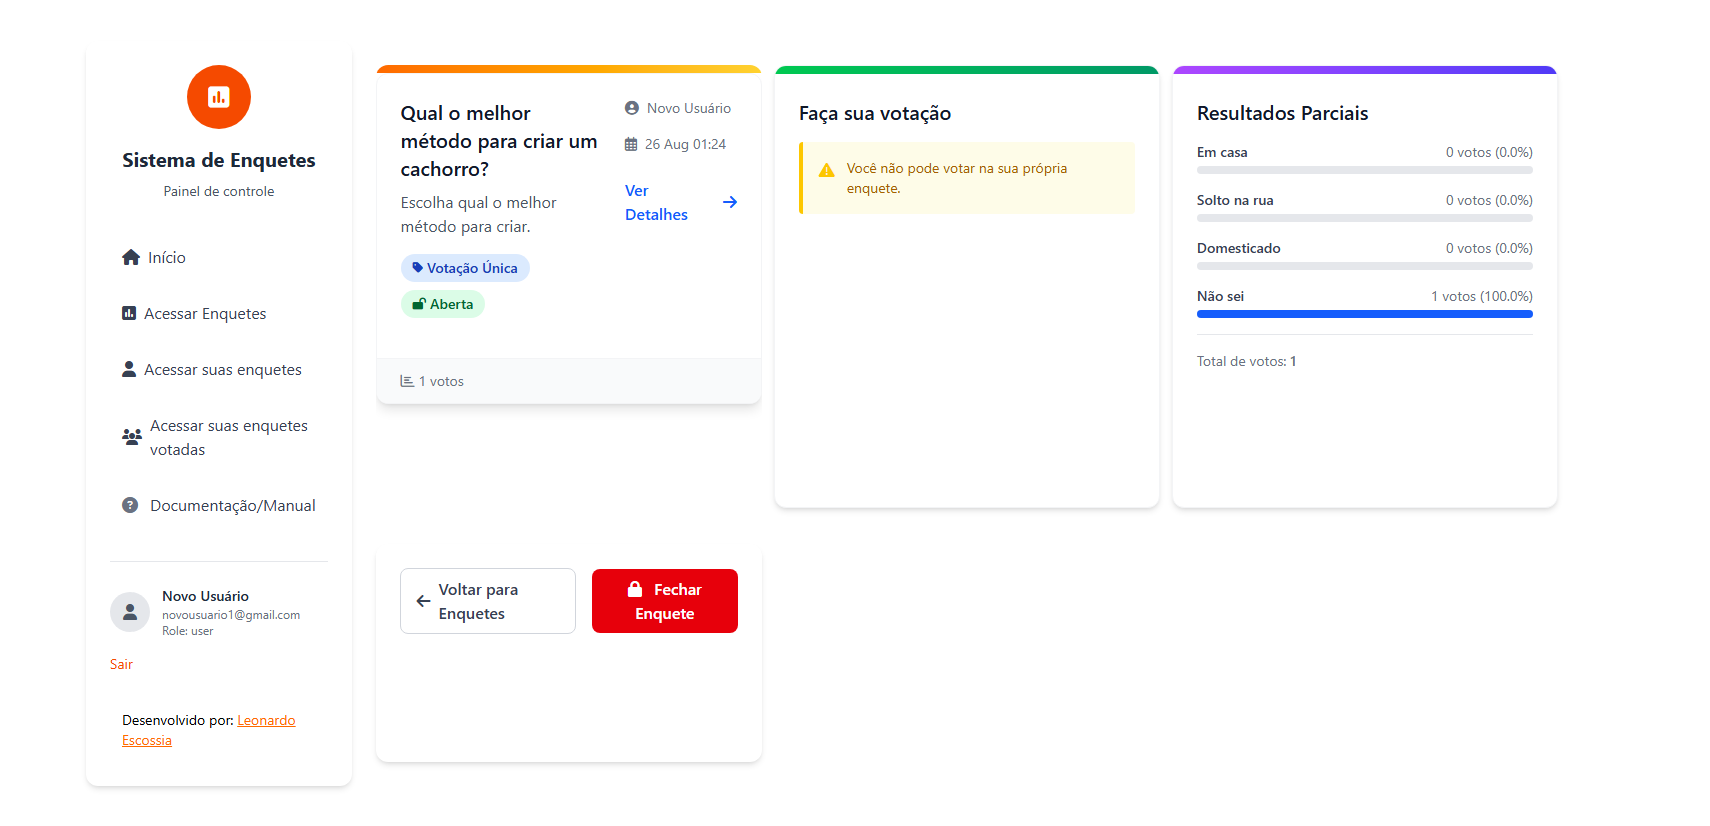 Sistema de Enquetes
Painel de controle
Início
Acessar Enquetes
Acessar suas enquetes
Acessar suas enquetes
votadas
Documentação/Manual
Novo Usuário
novousuario1@gmail.com
Role: user
Sair
Desenvolvido por: Leonardo
Escossia
Qual o melhor
método para criar um
cachorro?
Escolha qual o melhor
método para criar.
Votação Única
Aberta
Novo Usuário
26 Aug 01:24
Ver
Detalhes
1 votos
Faça sua votação
Você não pode votar na sua própria
enquete.
Resultados Parciais
Em casa 0 votos (0.0%)
Solto na rua 0 votos (0.0%)
Domesticado 0 votos (0.0%)
Não sei 1 votos (100.0%)
Total de votos: 1
Voltar para
Enquetes
Fechar
Enquete